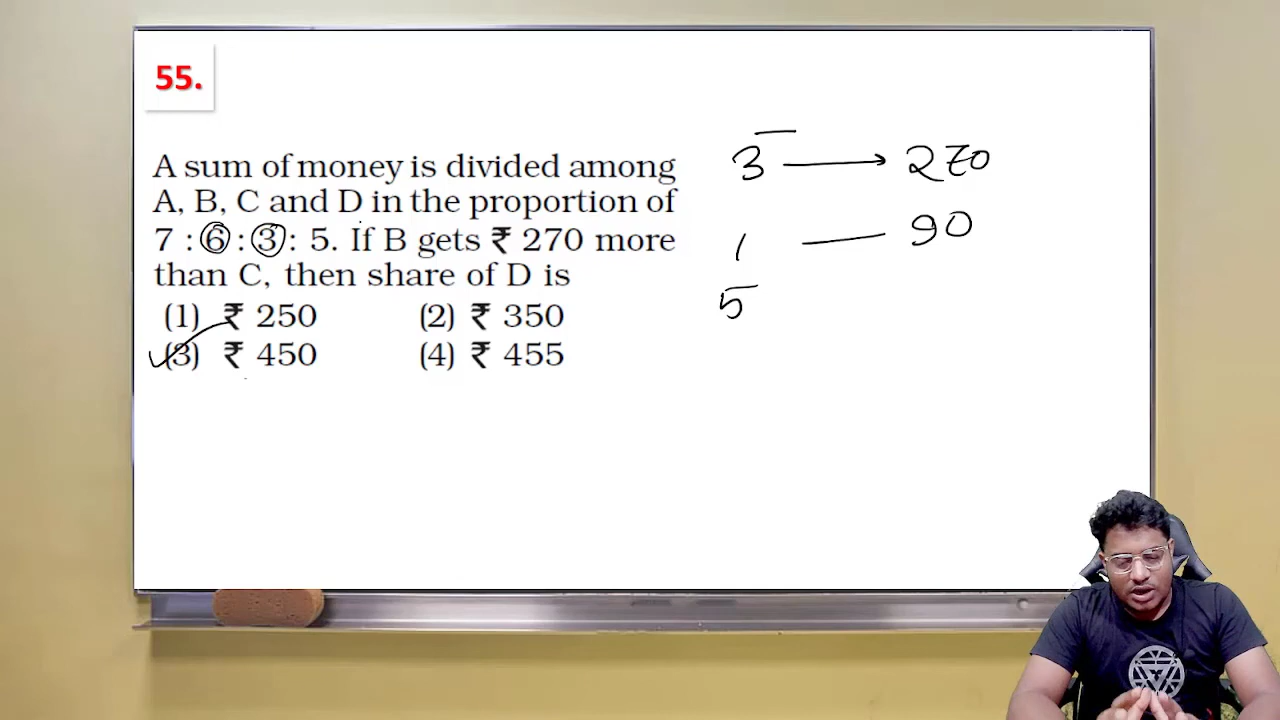 55.
A sum of money is divided among
A, B, C and D in the proportion of
7 : 6 : 3 : 5. If B gets ₹ 270 more
than C, then share of D is
(1) ₹ 250 (2) ₹ 350
(3) ₹ 450 (4) ₹ 455
3 → 270
1 — 90
5